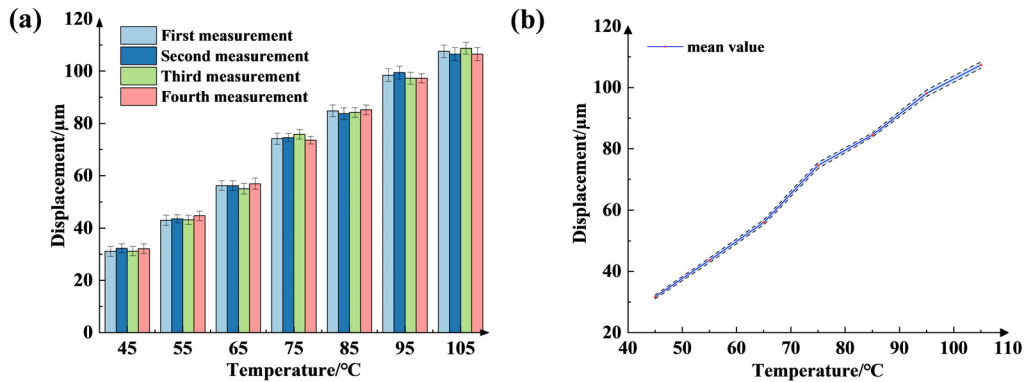 (a)
120
100
80
60
40
20
0
Displacement/μm
First measurement
Second measurement
Third measurement
Fourth measurement
45 55 65 75 85 95 105
Temperature/°C
(b)
120
100
80
60
40
20
Displacement/μm
mean value
40 50 60 70 80 90 100 110
Temperature/°C